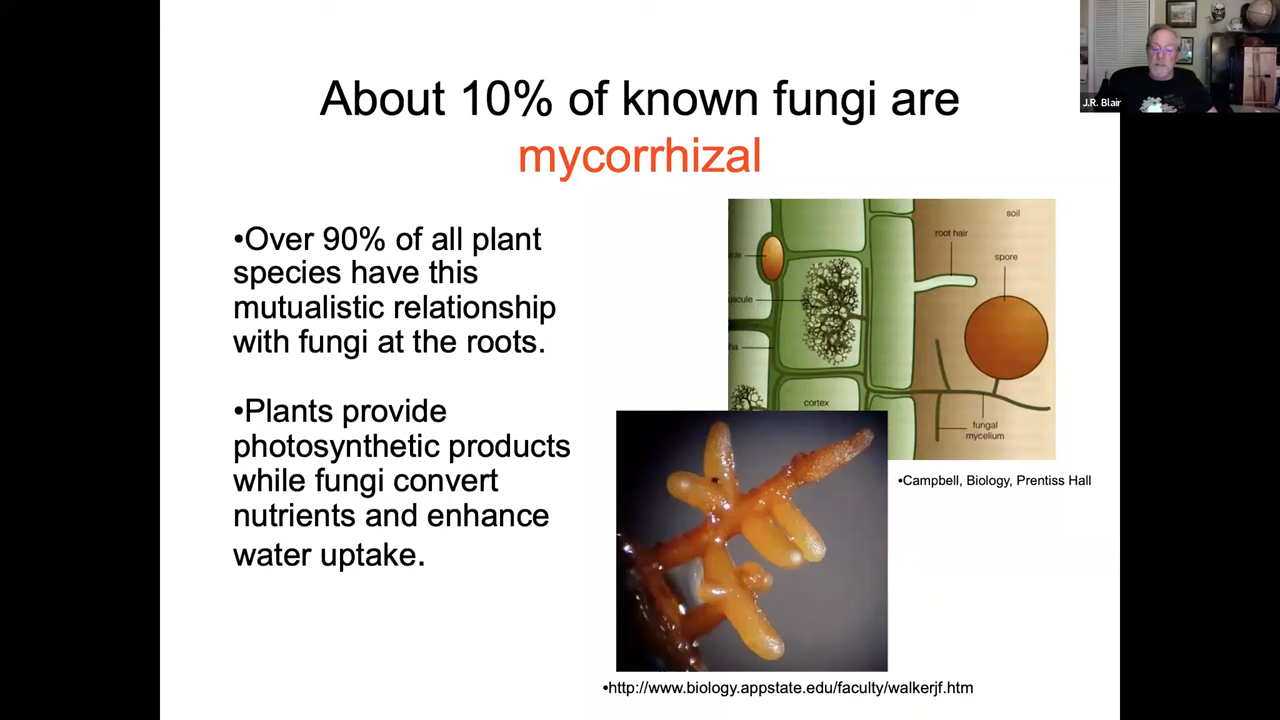 About 10% of known fungi are
mycorrhizal
J.R. Blair
•Over 90% of all plant
species have this
mutualistic relationship
with fungi at the roots.
•Plants provide
photosynthetic products
while fungi convert
nutrients and enhance
water uptake.
soil
root hair
spore
cortex
fungal
mycelium
•Campbell, Biology, Prentiss Hall
•http://www.biology.appstate.edu/faculty/walkerjf.htm